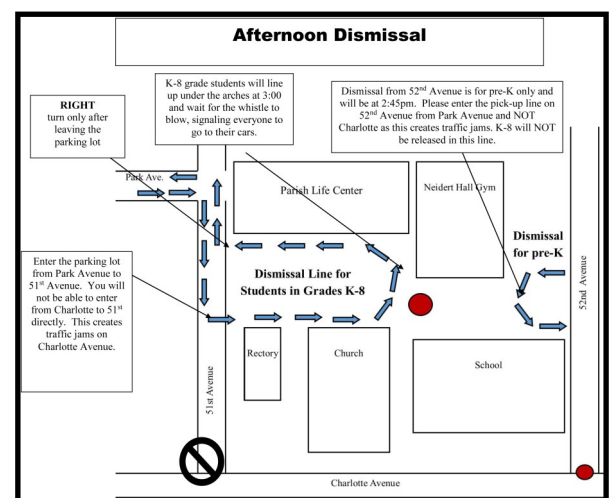 Afternoon Dismissal
K-8 grade students will line
up under the arches at 3:00
and wait for the whistle to
blow, signaling everyone to
go to their cars.
Dismissal from 52nd Avenue is for pre-K only and
will be at 2:45pm. Please enter the pick-up line on
52nd Avenue from Park Avenue and NOT
Charlotte as this creates traffic jams. K-8 will NOT
be released in this line.
RIGHT
turn only after
leaving the
parking lot
Park Ave.
Parish Life Center
Neidert Hall Gym
Dismissal
for pre-K
52nd Avenue
Enter the parking lot
from Park Avenue to
51st Avenue. You will
not be able to enter
from Charlotte to 51st
directly. This creates
traffic jams on
Charlotte Avenue.
Dismissal Line for
Students in Grades K-8
Rectory
Church
School
51st Avenue
Charlotte Avenue